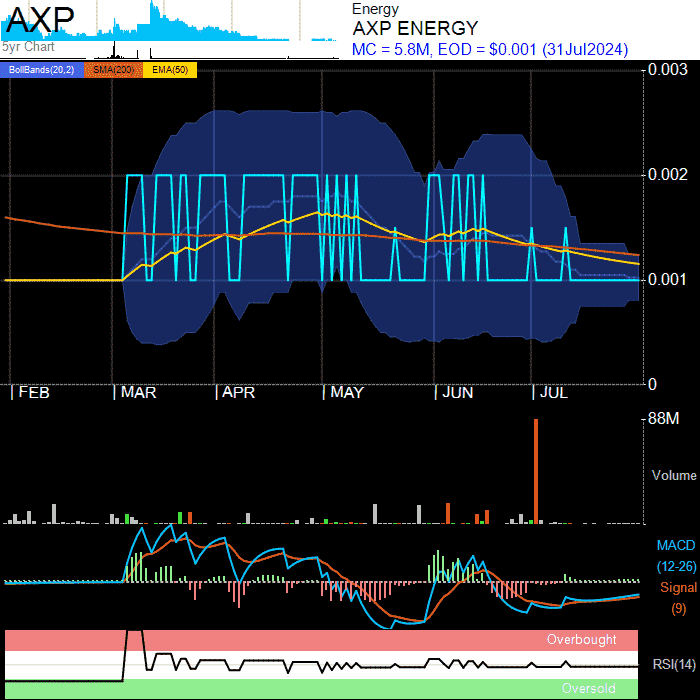 AXP
5yr Chart
Energy
AXP ENERGY
MC = 5.8M, EOD = $0.001 (31Jul2024)
BollBands(20,2) SMA(200) EMA(50)
0.003
0.002
0.001
0
FEB MAR APR MAY JUN JUL
88M
Volume
MACD
(12-26)
Signal
(9)
Overbought
RSI(14)
Oversold